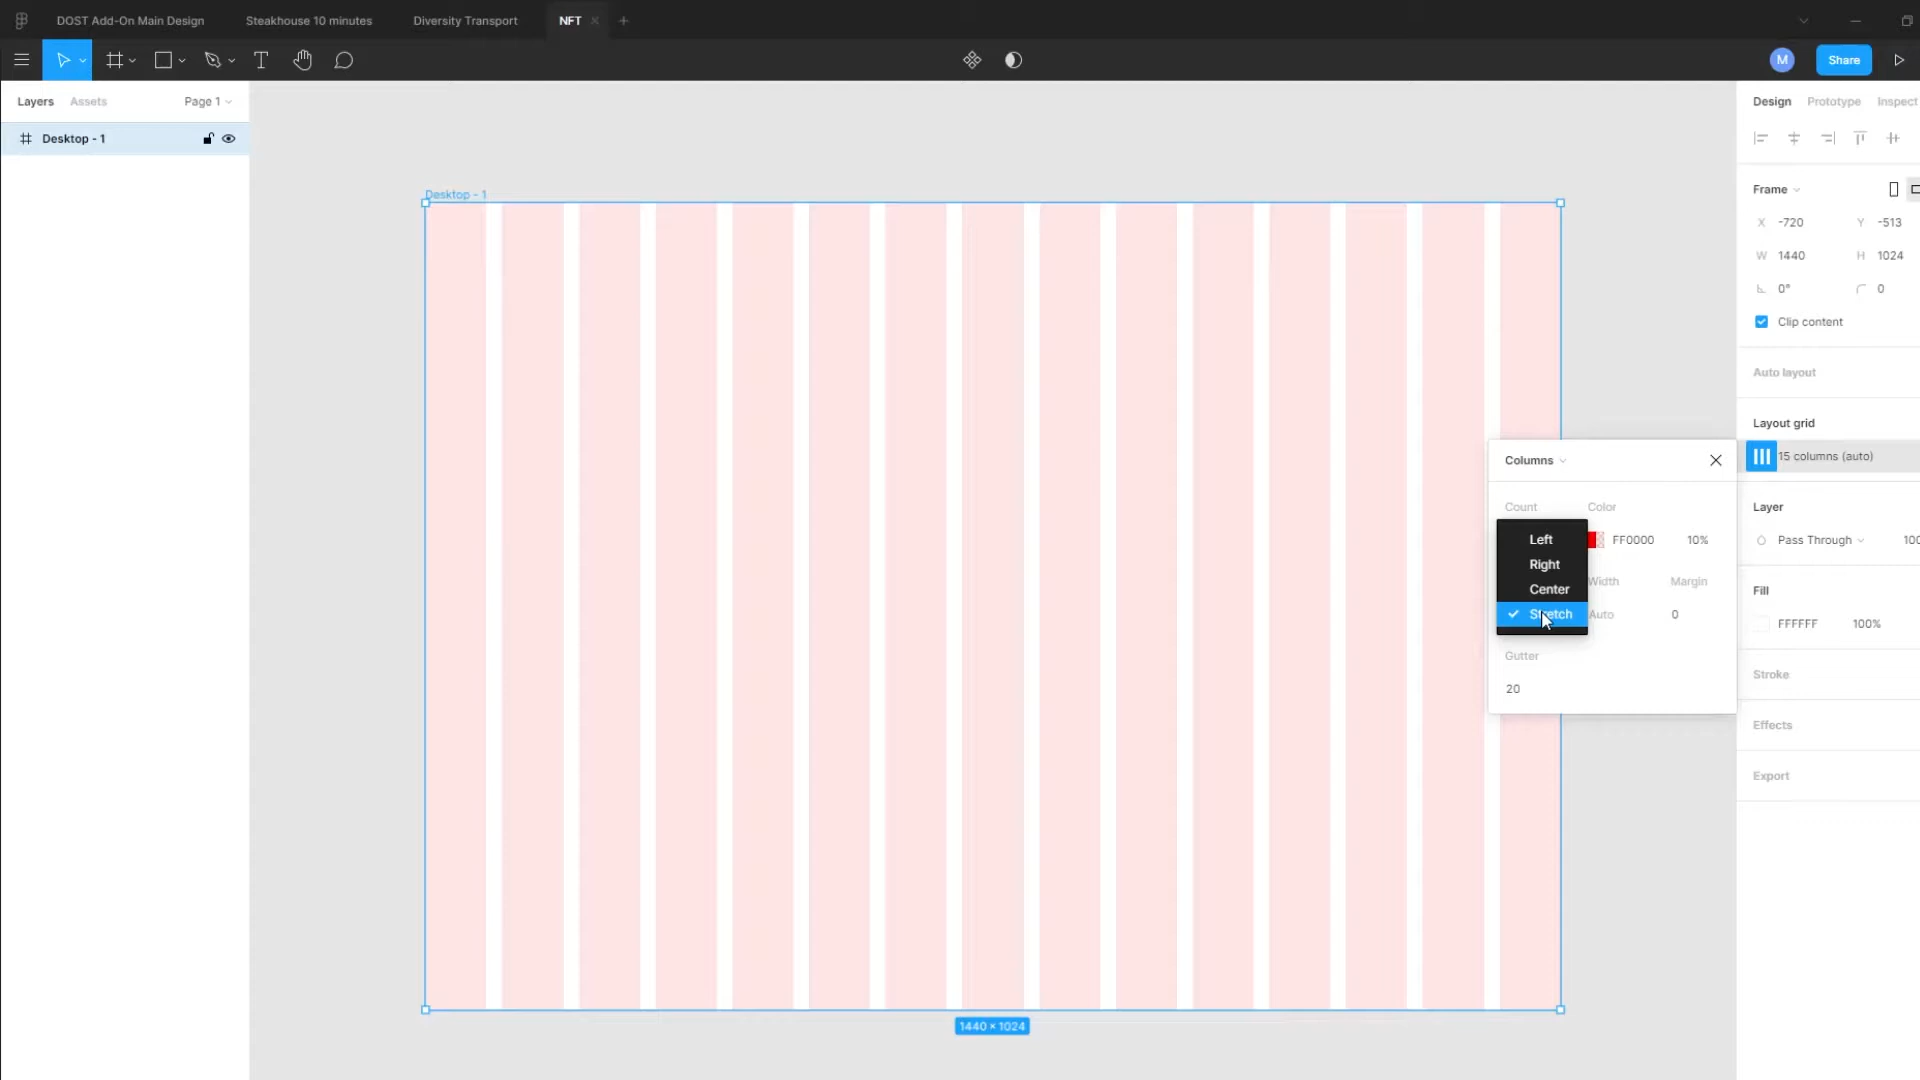 DOST Add-On Main Design
Steakhouse 10 minutes
Diversity Transport
NFT
M
Share
Layers
Assets
Page 1
Desktop - 1
Desktop - 1
1440 × 1024
Design
Prototype
Inspect
Frame
X -720
Y -513
W 1440
H 1024
0°
0
Clip content
Auto layout
Layout grid
15 columns (auto)
Columns
Count
Color
FF0000
10%
Left
Right
Center
Stretch
Width
Margin
Auto
0
Gutter
20
Layer
Pass Through
100
Fill
FFFFFF
100%
Stroke
Effects
Export